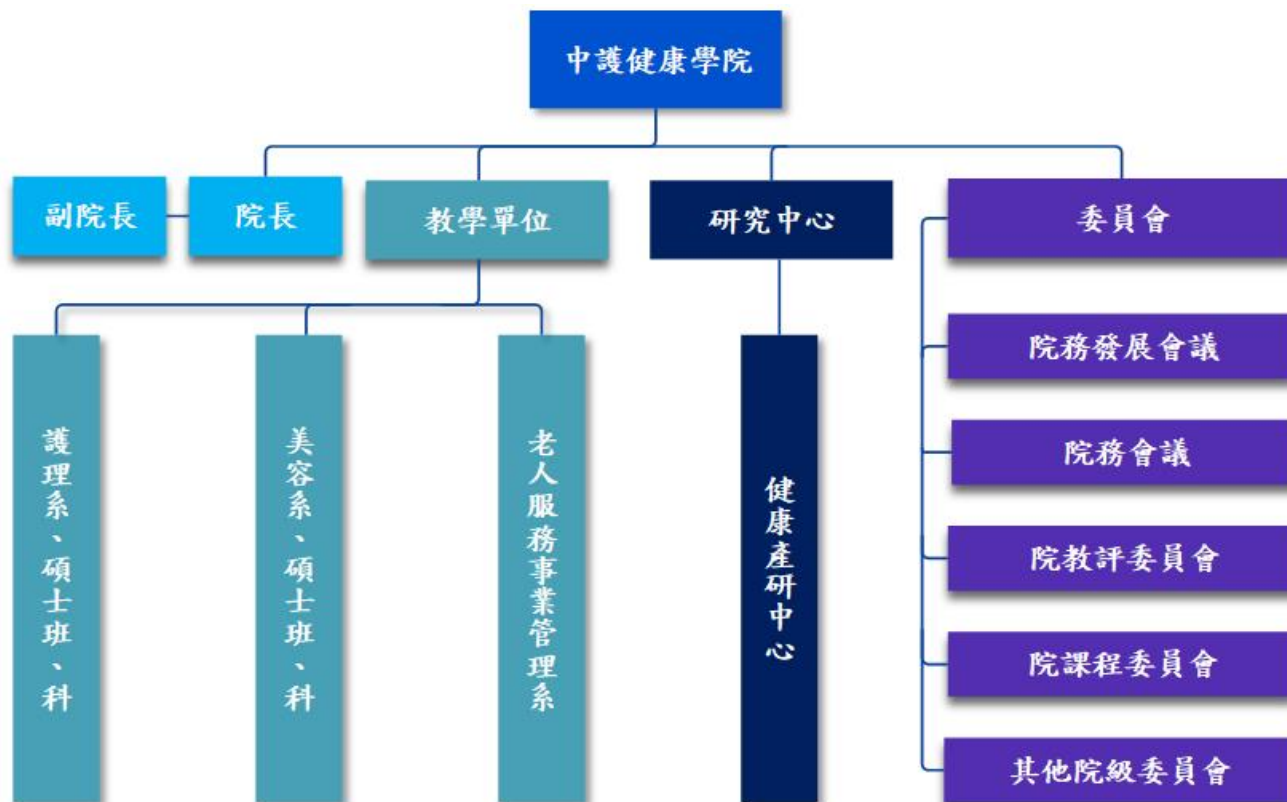 中護健康學院
副院長
院長
教學單位
研究中心
委員會
護理系、碩士班、科
美容系、碩士班、科
老人服務事業管理系
健康產研中心
院務發展會議
院務會議
院教評委員會
院課程委員會
其他院級委員會